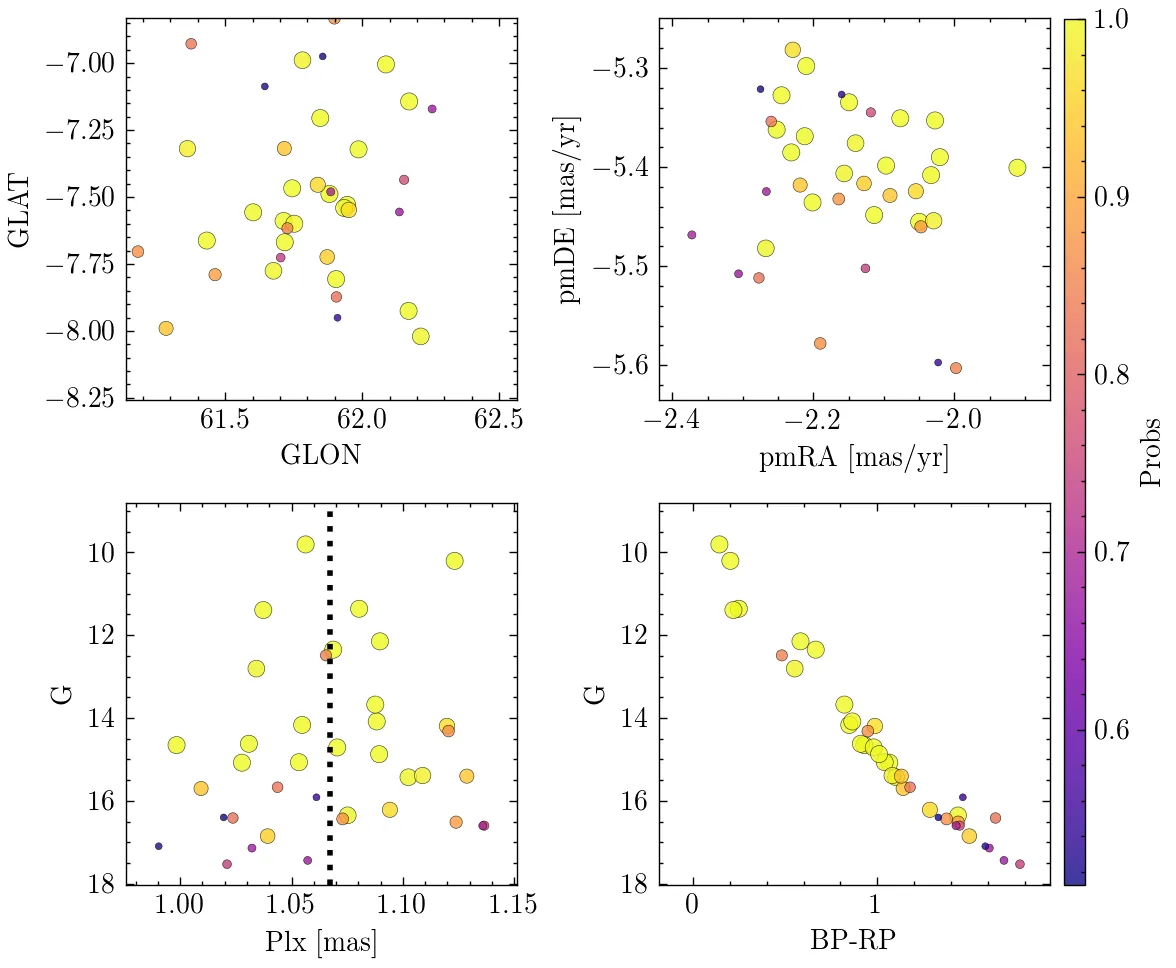 −7.00
−7.25
−7.50
−7.75
−8.00
−8.25
GLAT
61.5 62.0 62.5
GLON
−5.3
−5.4
−5.5
−5.6
pmDE [mas/yr]
−2.4 −2.2 −2.0
pmRA [mas/yr]
10
12
14
16
18
G
1.00 1.05 1.10 1.15
Plx [mas]
10
12
14
16
18
G
0 1
BP-RP
1.0
0.9
0.8
0.7
0.6
Probs